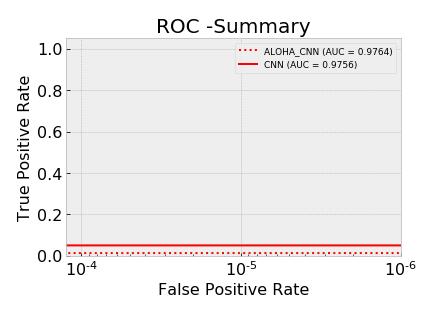 ROC -Summary
ALOHA_CNN (AUC = 0.9764)
CNN (AUC = 0.9756)
True Positive Rate
1.0
0.8
0.6
0.4
0.2
0.0
10-4 10-5 10-6
False Positive Rate